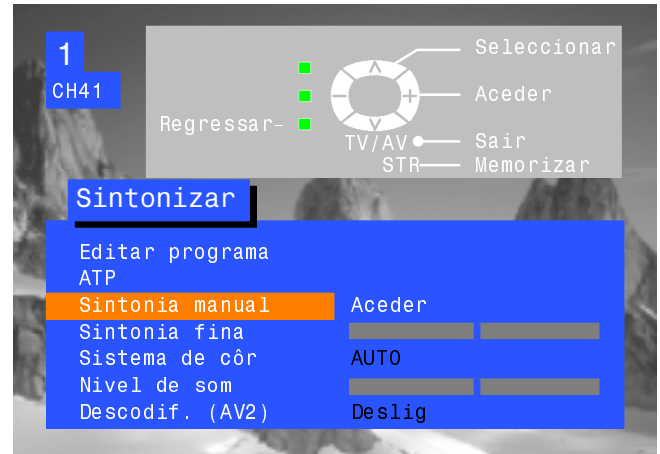 1
CH41
Seleccionar
Aceder
Regressar–
TV/AV
Sair
STR
Memorizar
Sintonizar
Editar programa
ATP
Sintonia manual Aceder
Sintonia fina
Sistema de côr AUTO
Nivel de som
Descodif. (AV2) Deslig